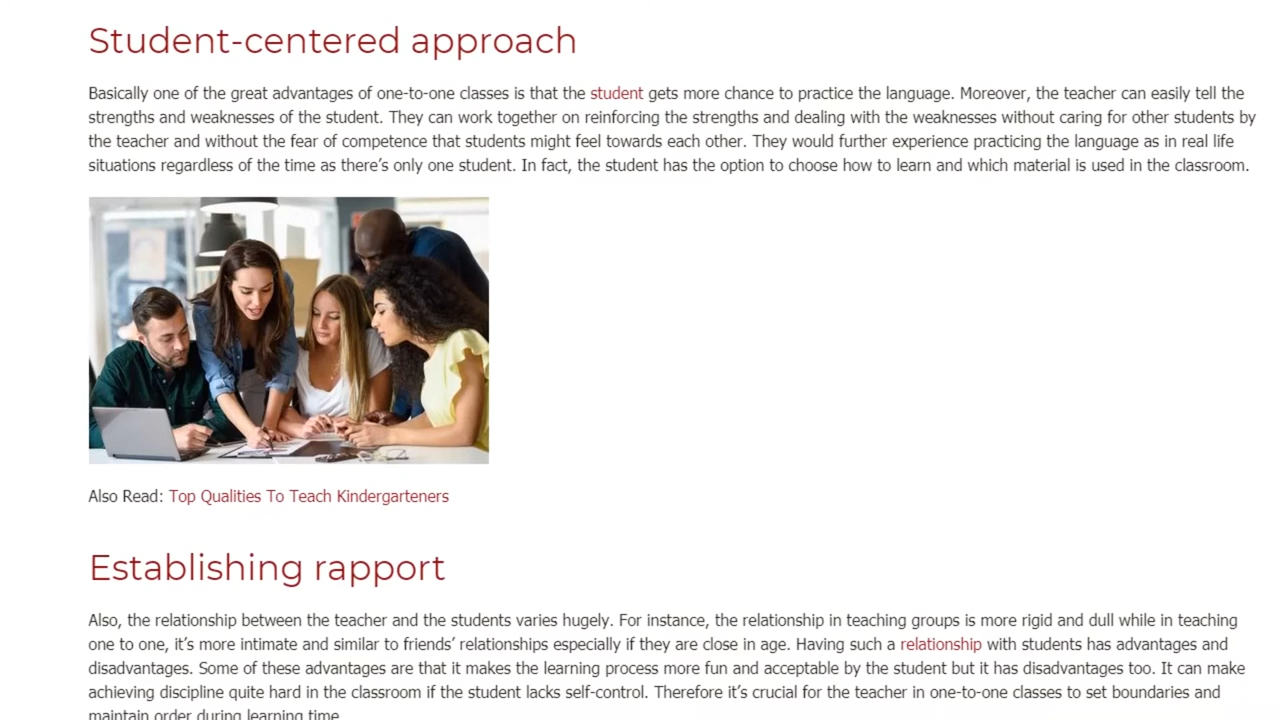 Student-centered approach
Basically one of the great advantages of one-to-one classes is that the student gets more chance to practice the language. Moreover, the teacher can easily tell the
strengths and weaknesses of the student. They can work together on reinforcing the strengths and dealing with the weaknesses without caring for other students by
the teacher and without the fear of competence that students might feel towards each other. They would further experience practicing the language as in real life
situations regardless of the time as there’s only one student. In fact, the student has the option to choose how to learn and which material is used in the classroom.
Also Read: Top Qualities To Teach Kindergarteners
Establishing rapport
Also, the relationship between the teacher and the students varies hugely. For instance, the relationship in teaching groups is more rigid and dull while in teaching
one to one, it’s more intimate and similar to friends’ relationships especially if they are close in age. Having such a relationship with students has advantages and
disadvantages. Some of these advantages are that it makes the learning process more fun and acceptable by the student but it has disadvantages too. It can make
achieving discipline quite hard in the classroom if the student lacks self-control. Therefore it’s crucial for the teacher in one-to-one classes to set boundaries and
maintain order during learning time